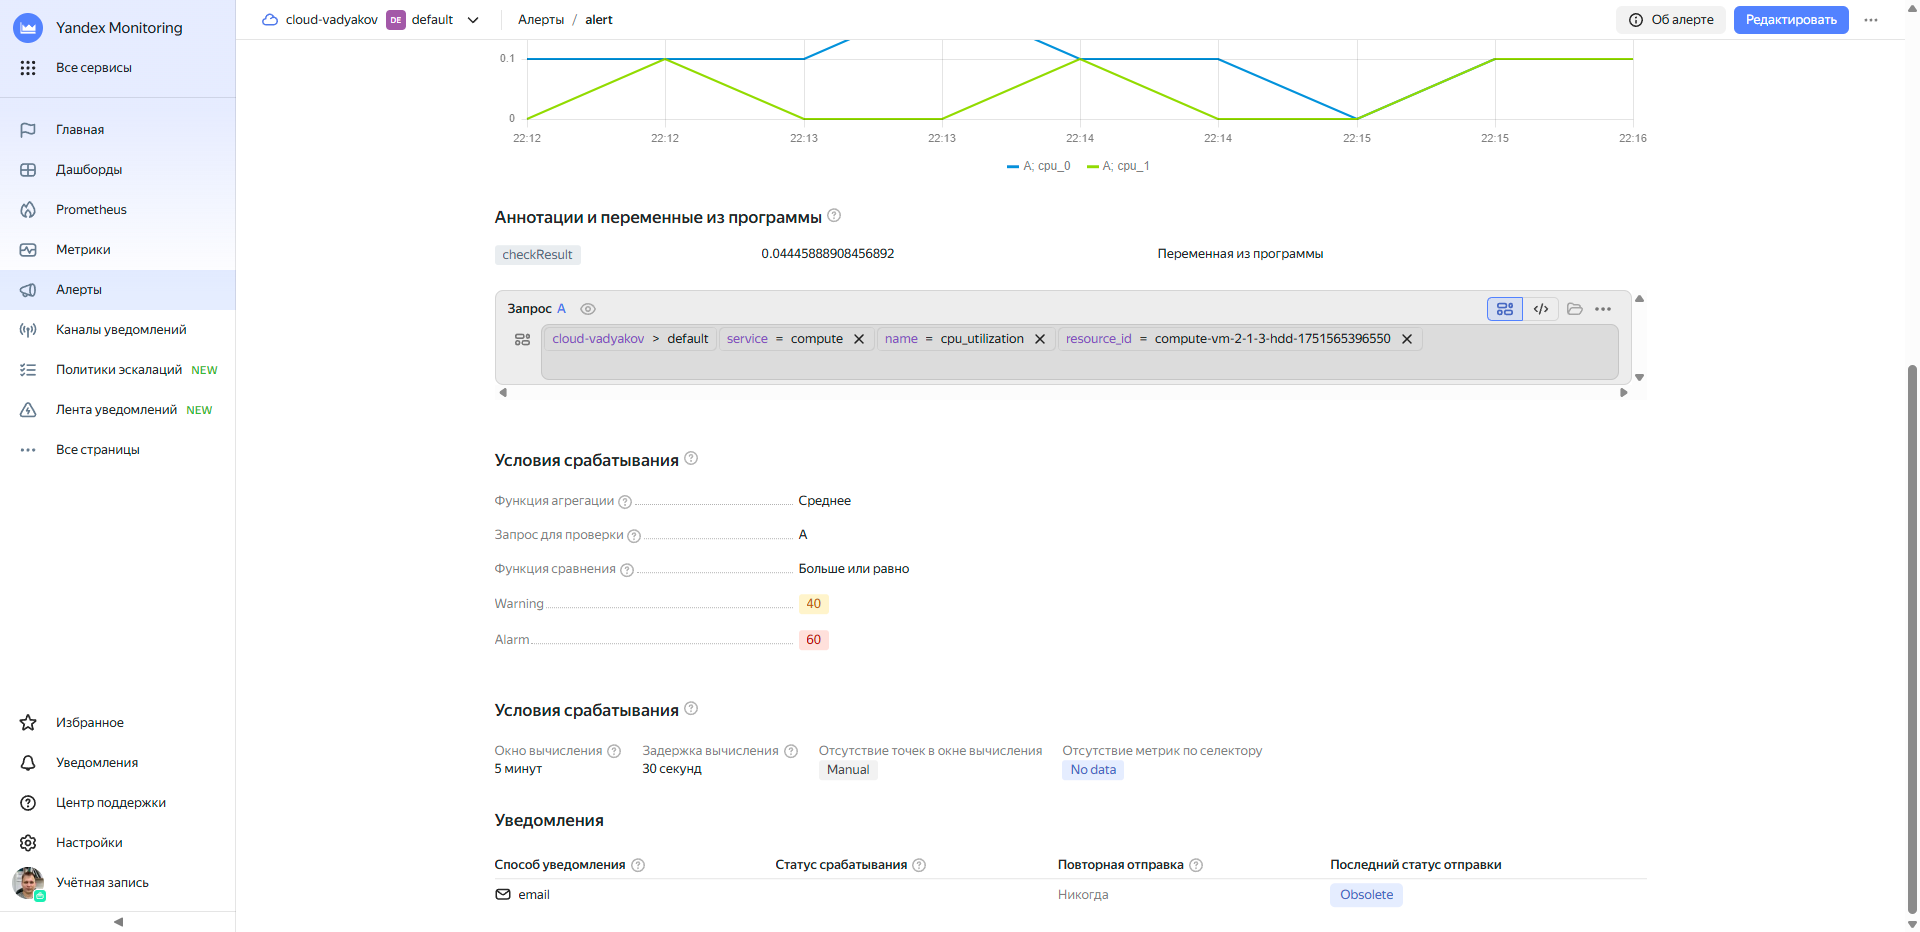 Yandex Monitoring
Все сервисы
Главная
Дашборды
Prometheus
Метрики
Алерты
Каналы уведомлений
Политики эскалаций NEW
Лента уведомлений NEW
Все страницы
Избранное
Уведомления
Центр поддержки
Настройки
Учётная запись
cloud-vadyakov DE default
Алерты / alert
Об алерте
Редактировать
0.1
0
22:12 22:12 22:13 22:13 22:14 22:14 22:15 22:15 22:16
A; cpu_0 A; cpu_1
Аннотации и переменные из программы
checkResult 0.04445888908456892 Переменная из программы
Запрос A
cloud-vadyakov > default service = compute name = cpu_utilization resource_id = compute-vm-2-1-3-hdd-1751565396550
Условия срабатывания
Функция агрегации Среднее
Запрос для проверки A
Функция сравнения Больше или равно
Warning 40
Alarm 60
Условия срабатывания
Окно вычисления Задержка вычисления Отсутствие точек в окне вычисления Отсутствие метрик по селектору
5 минут 30 секунд Manual No data
Уведомления
Способ уведомления Статус срабатывания Повторная отправка Последний статус отправки
email Никогда Obsolete